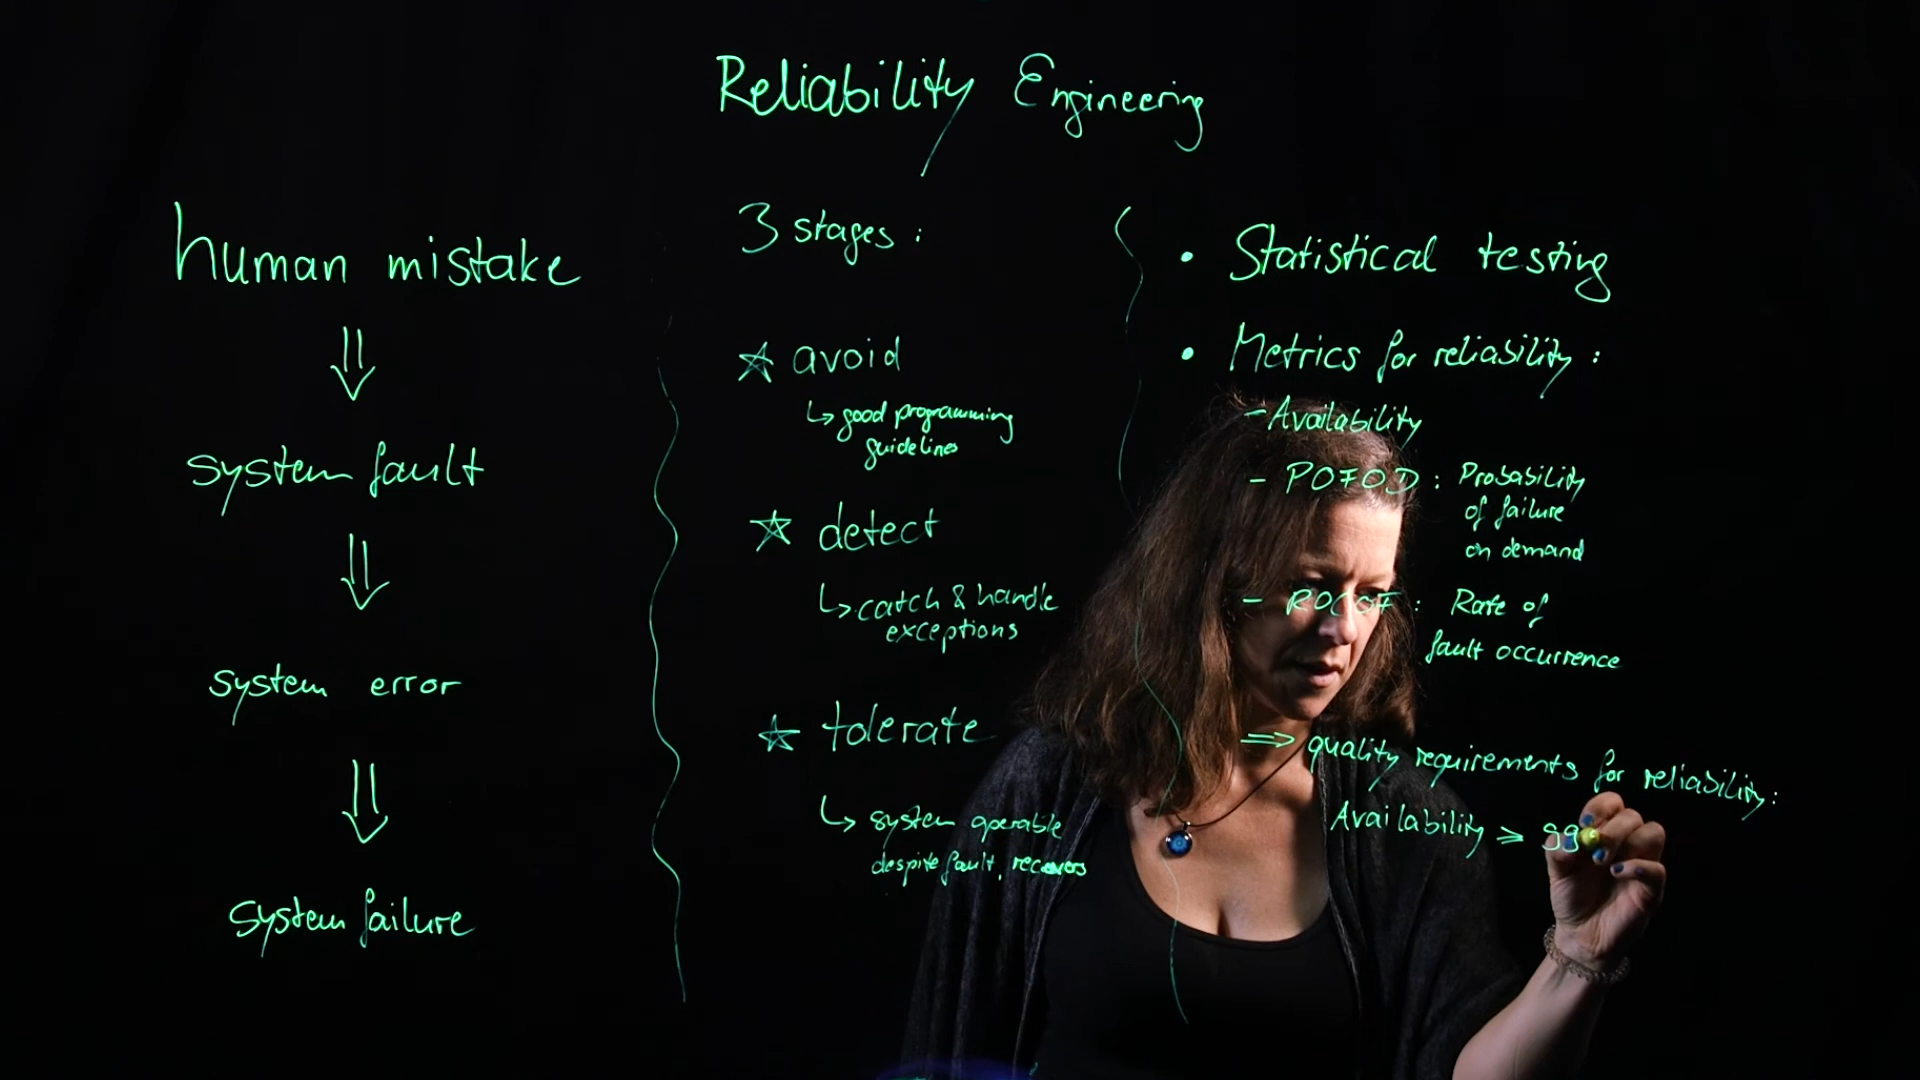 Reliability Engineering
human mistake
⇓
system fault
⇓
system error
⇓
system failure
3 stages:
☆ avoid
↳ good programming
guidelines
☆ detect
↳ catch & handle
exceptions
☆ tolerate
↳ system operable
despite fault, recovers
• Statistical testing
• Metrics for reliability:
- Availability
- POFOD: Probability
of failure
on demand
- ROCOF: Rate of
fault occurrence
⇒ quality requirements for reliability:
Availability ≥ 99